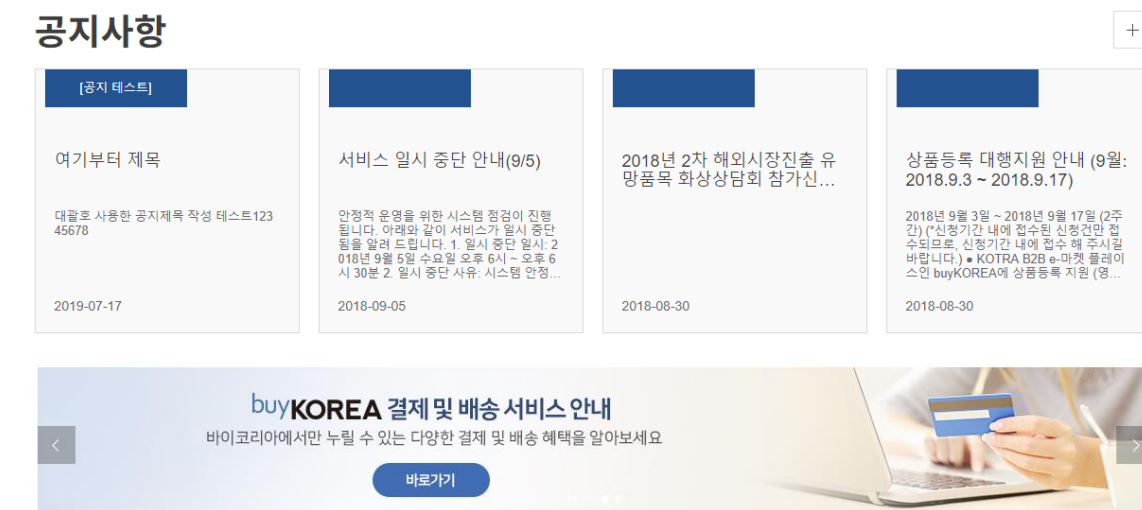 공지사항
[공지 테스트]
여기부터 제목
대괄호 사용한 공지제목 작성 테스트123
45678
2019-07-17
서비스 일시 중단 안내(9/5)
안정적 운영을 위한 시스템 점검이 진행
됩니다. 아래와 같이 서비스가 일시 중단
됨을 알려 드립니다. 1. 일시 중단 일시: 2
018년 9월 5일 수요일 오후 6시 ~ 오후 6
시 30분 2. 일시 중단 사유: 시스템 안정...
2018-09-05
2018년 2차 해외시장진출 유
망품목 화상상담회 참가신...
2018-08-30
상품등록 대행지원 안내 (9월:
2018.9.3 ~ 2018.9.17)
2018년 9월 3일 ~ 2018년 9월 17일 (2주
간) (*신청기간 내에 접수된 신청건만 접
수되므로, 신청기간 내에 접수 해 주시길
바랍니다.) ● KOTRA B2B e-마켓 플레이
스인 buyKOREA에 상품등록 지원 (영...
2018-08-30
buyKOREA 결제 및 배송 서비스 안내
바이코리아에서만 누릴 수 있는 다양한 결제 및 배송 혜택을 알아보세요
바로가기